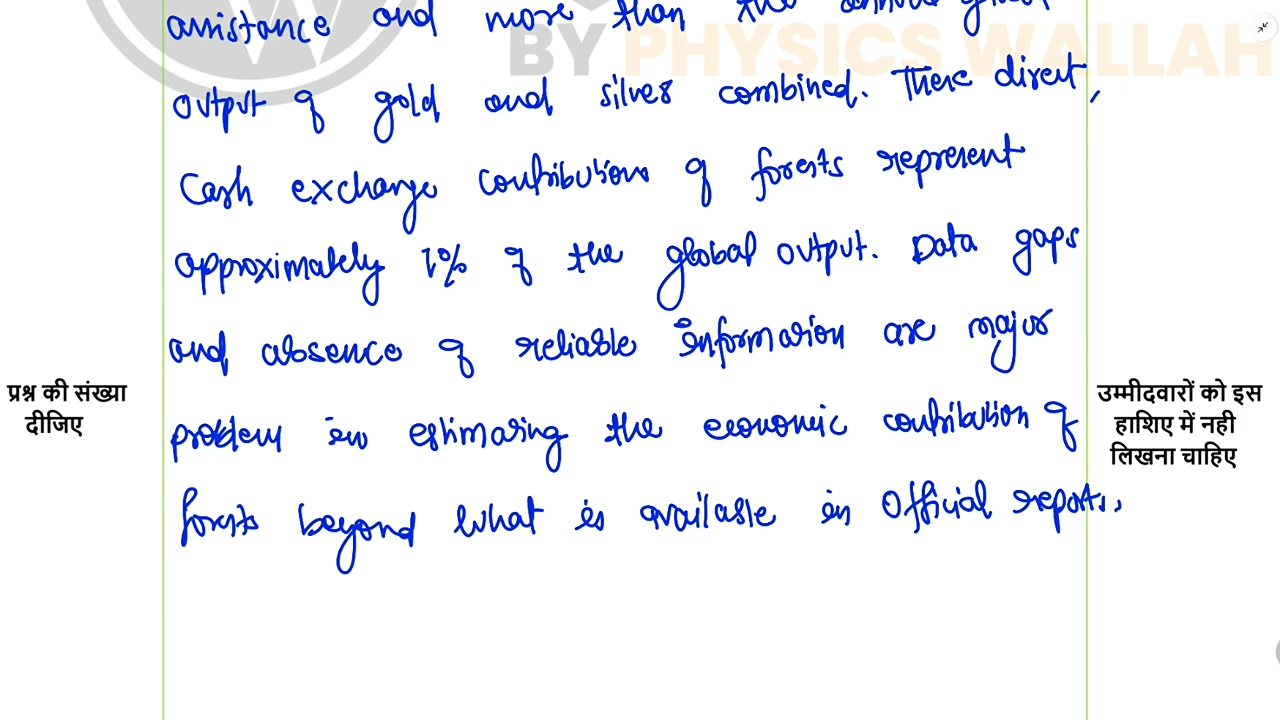 BY PHYSICS WALLAH
assistance and more than the annual
output of gold and silver combined. There direct,
Cash exchange contribution of forests represent
approximately 1% of the global output. Data gaps
and absence of reliable information are major
प्रश्न की संख्या
दीजिए
problem in estimating the economic contribution of
forests beyond what is available in Official reports.
उम्मीदवारों को इस
हाशिए में नही
लिखना चाहिए